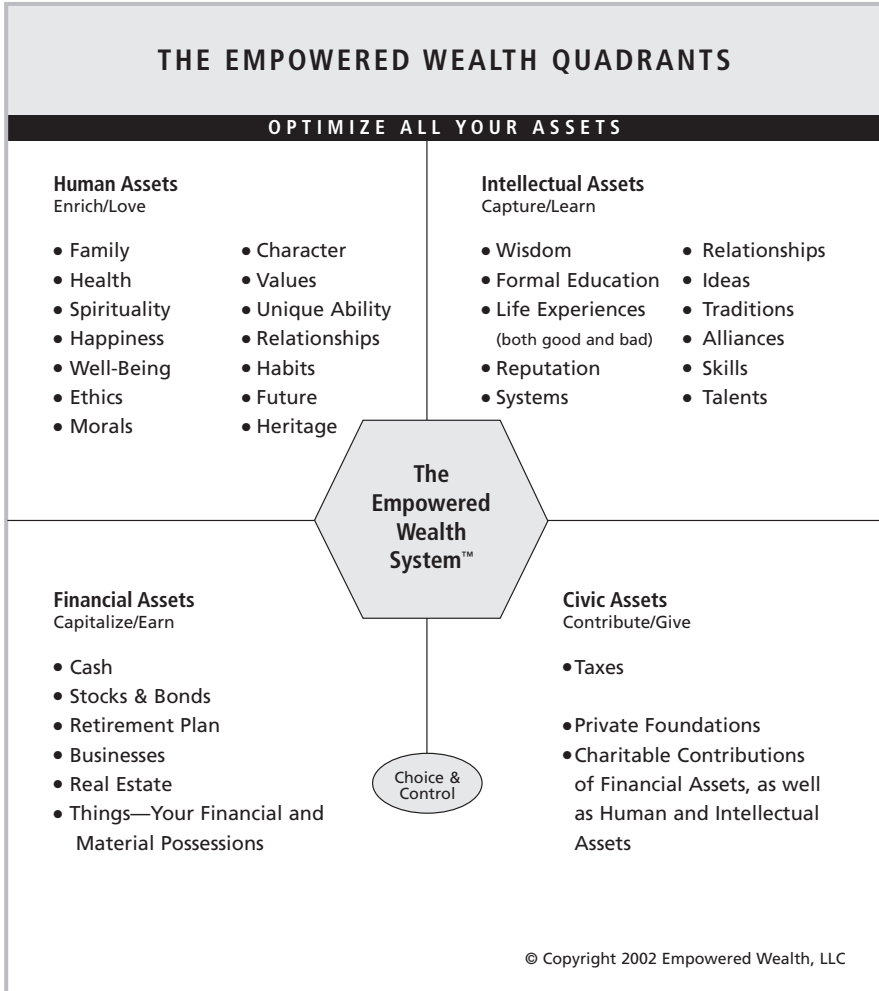 THE EMPOWERED WEALTH QUADRANTS
OPTIMIZE ALL YOUR ASSETS
Human Assets
Enrich/Love
• Family
• Health
• Spirituality
• Happiness
• Well-Being
• Ethics
• Morals
• Character
• Values
• Unique Ability
• Relationships
• Habits
• Future
• Heritage
Intellectual Assets
Capture/Learn
• Wisdom
• Formal Education
• Life Experiences
(both good and bad)
• Reputation
• Systems
• Relationships
• Ideas
• Traditions
• Alliances
• Skills
• Talents
The
Empowered
Wealth
System™
Financial Assets
Capitalize/Earn
• Cash
• Stocks & Bonds
• Retirement Plan
• Businesses
• Real Estate
• Things—Your Financial and
Material Possessions
Choice &
Control
Civic Assets
Contribute/Give
• Taxes
• Private Foundations
• Charitable Contributions
of Financial Assets, as well
as Human and Intellectual
Assets
© Copyright 2002 Empowered Wealth, LLC